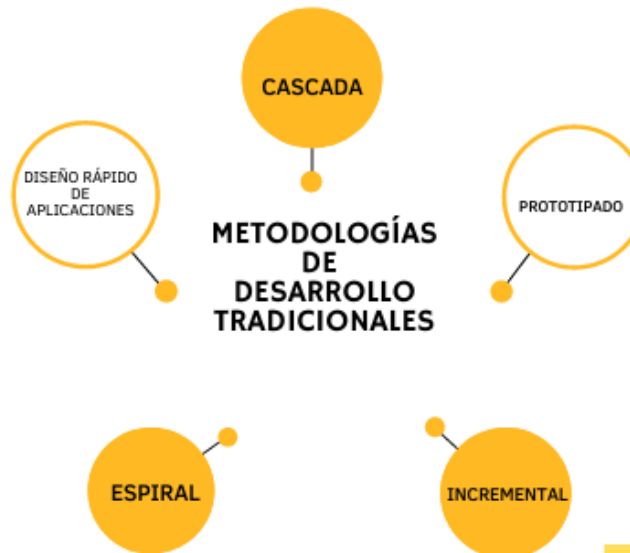 CASCADA
DISEÑO RÁPIDO
DE
APLICACIONES
PROTOTIPADO
METODOLOGÍAS
DE
DESARROLLO
TRADICIONALES
ESPIRAL
INCREMENTAL